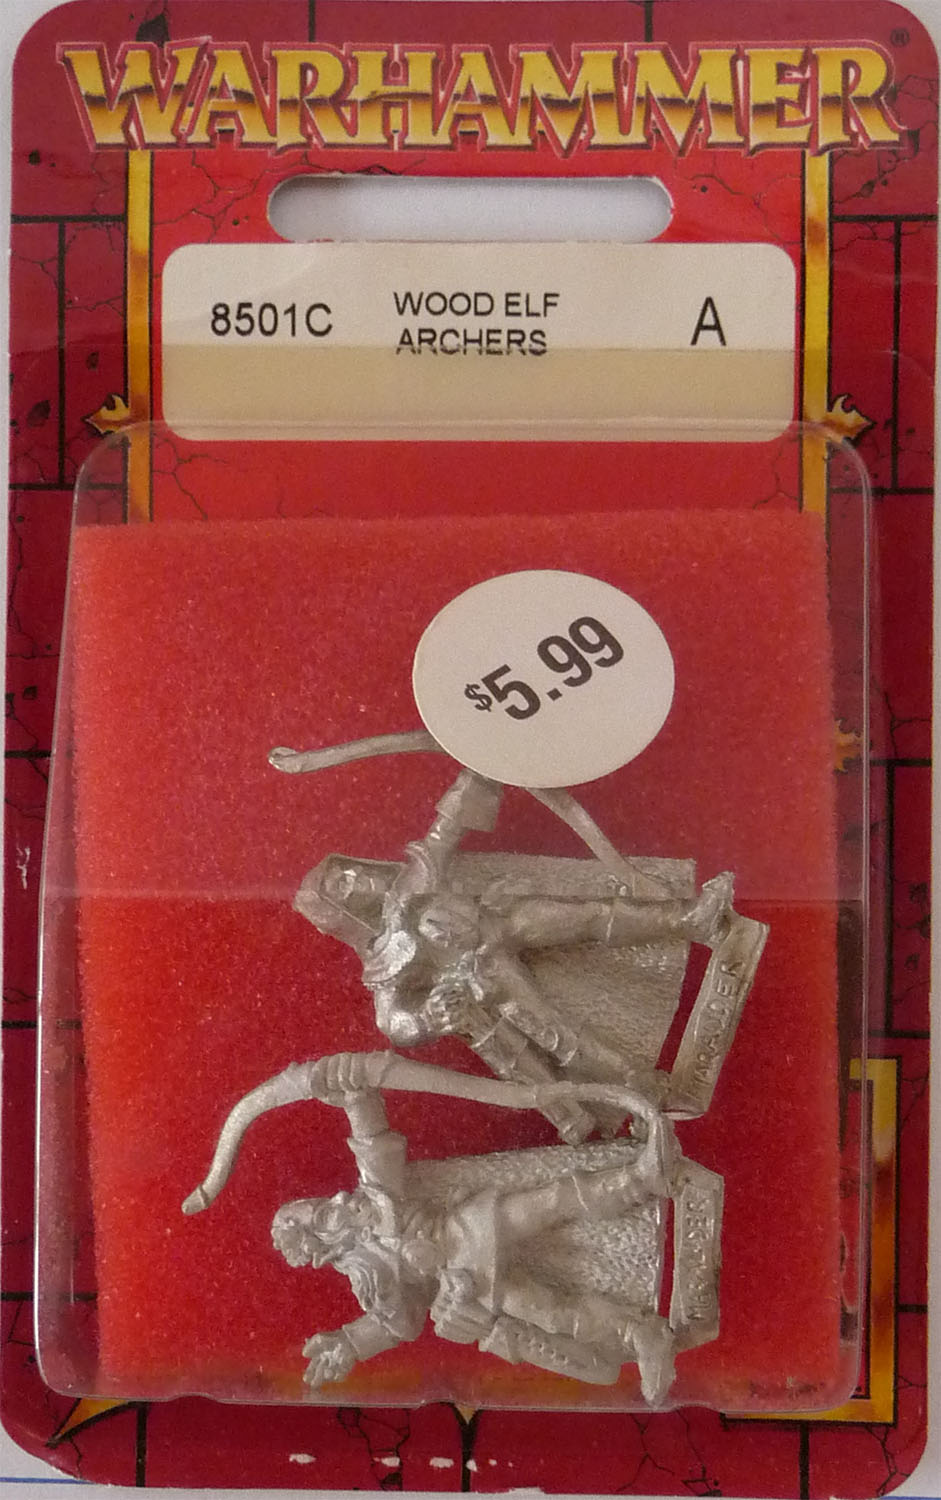 WARHAMMER®
8501C WOOD ELF ARCHERS A
$5.99
MARAUDER
MARAUDER